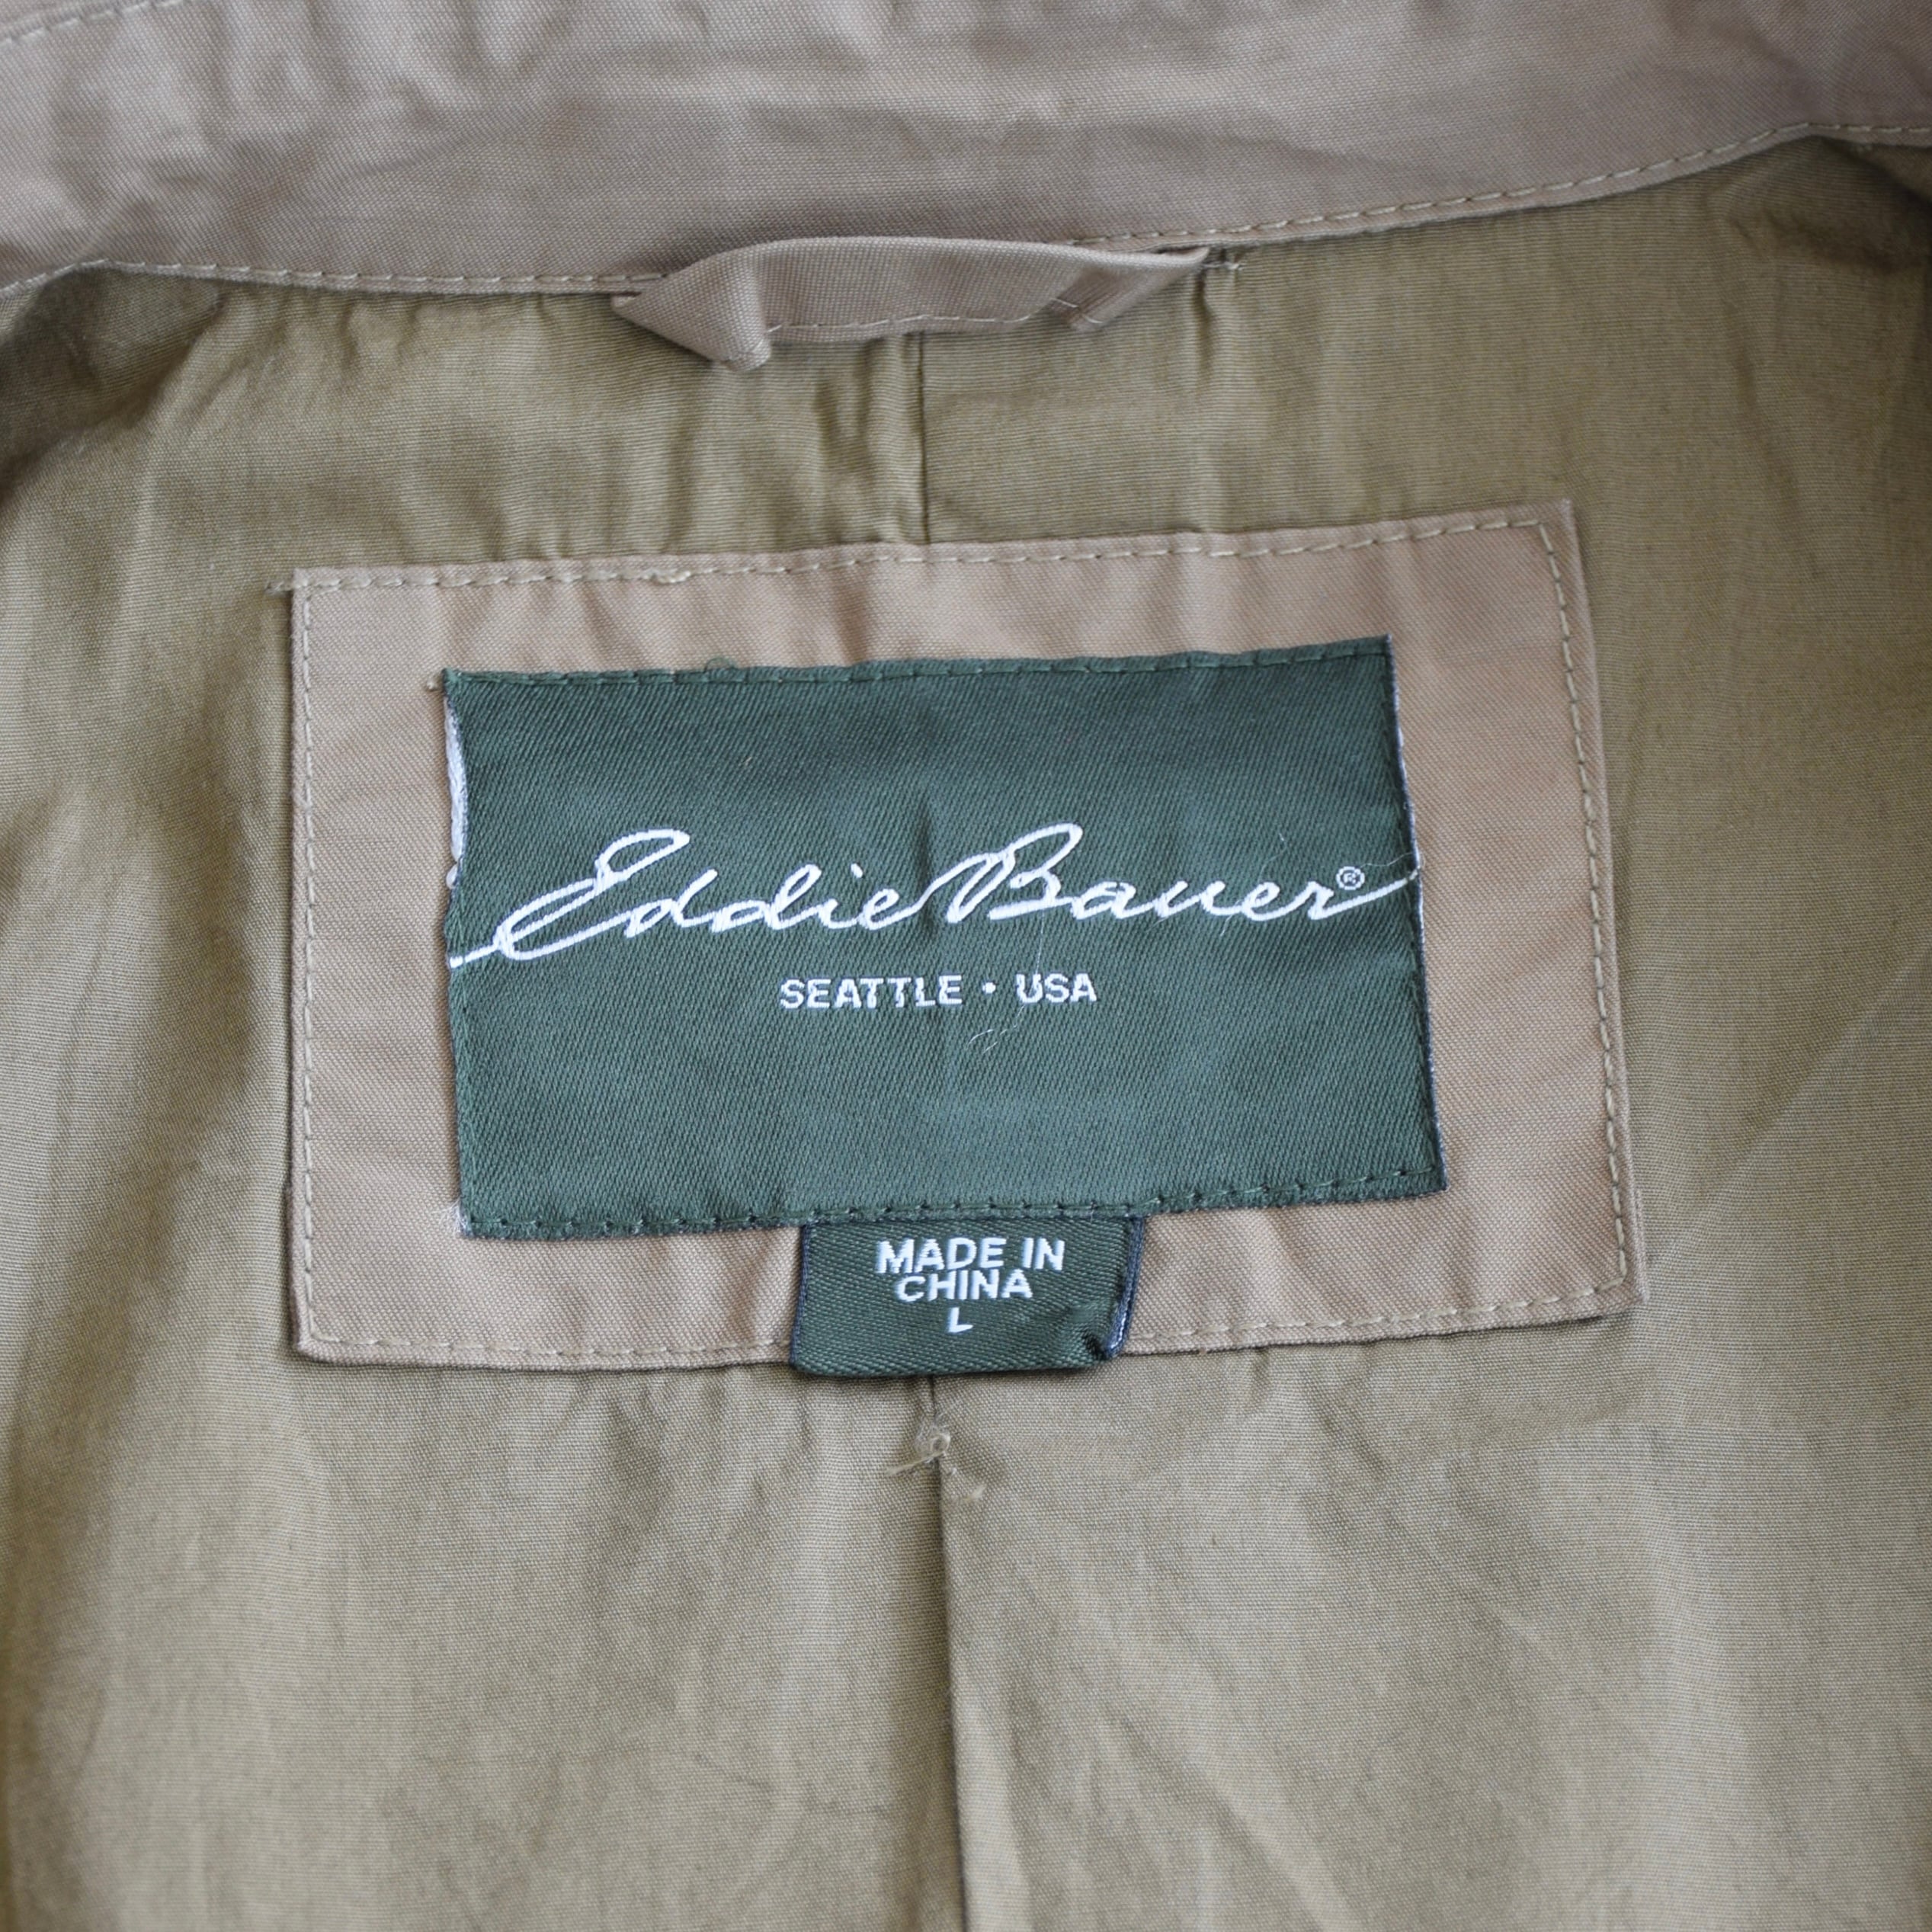 Eddie Bauer®
SEATTLE • USA
MADE IN
CHINA
L